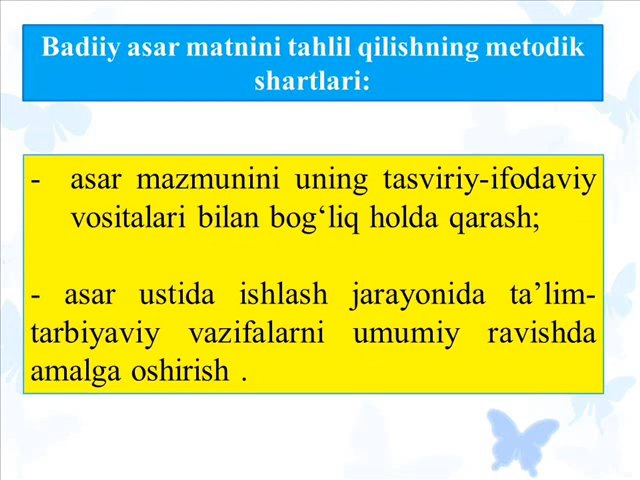 Badiiy asar matnini tahlil qilishning metodik
shartlari:
- asar mazmunini uning tasviriy-ifodaviy
vositalari bilan bog‘liq holda qarash;
- asar ustida ishlash jarayonida ta’lim-
tarbiyaviy vazifalarni umumiy ravishda
amalga oshirish .